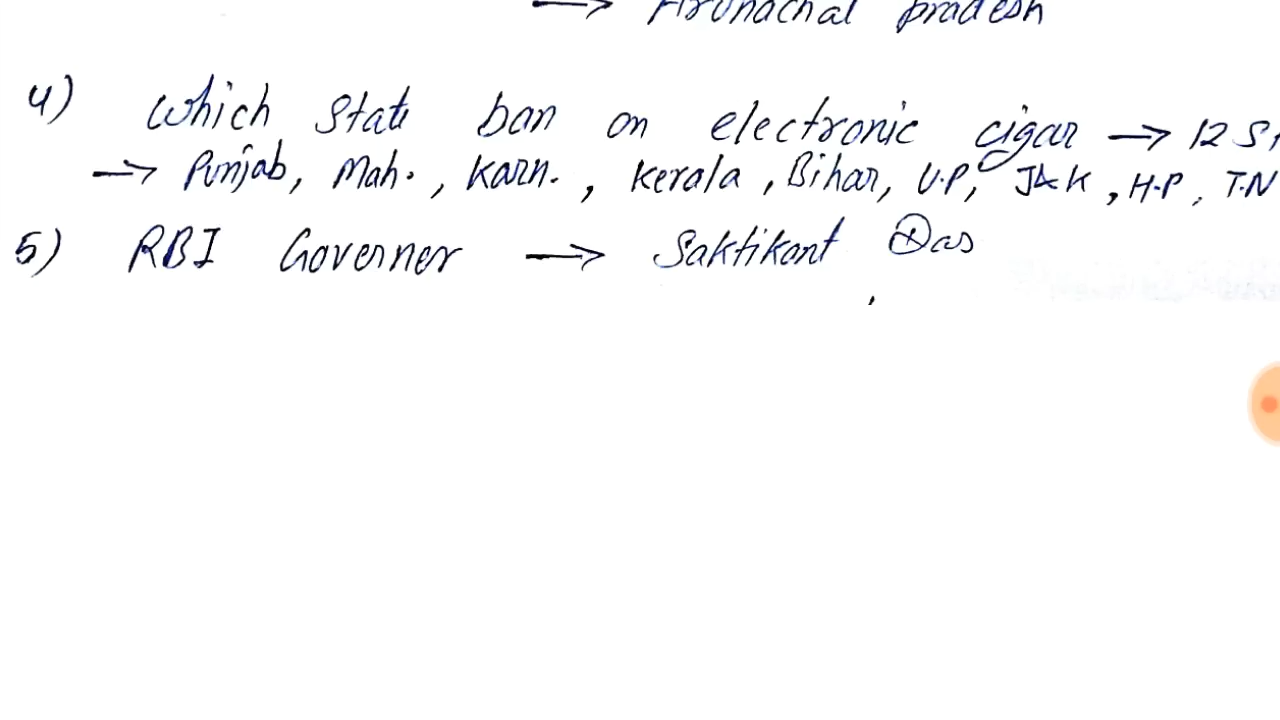 → Arunachal pradesh
4) which state ban on electronic cigar → 12
→ Punjab, Mah., Karn., Kerala, Bihar, U.P, J&K, H.P, T.N
5) RBI Governer → Saktikant Das